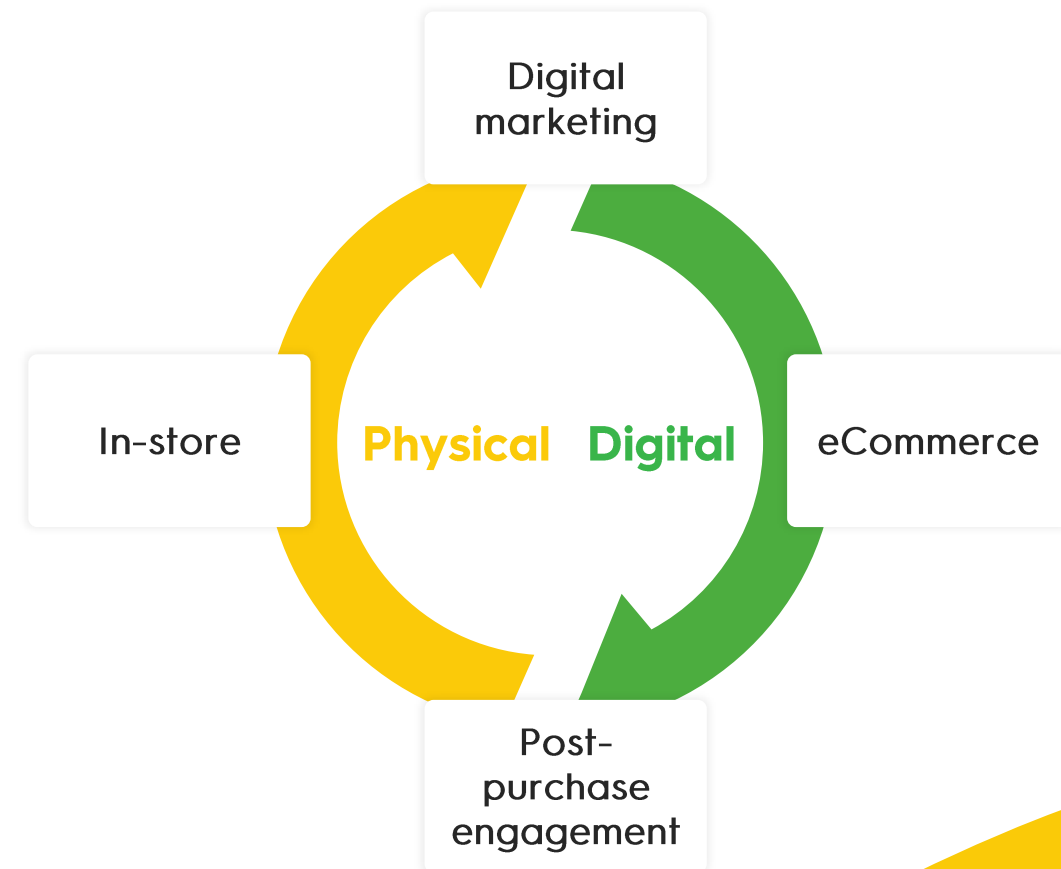 Digital
marketing
In-store
Physical Digital
eCommerce
Post-
purchase
engagement